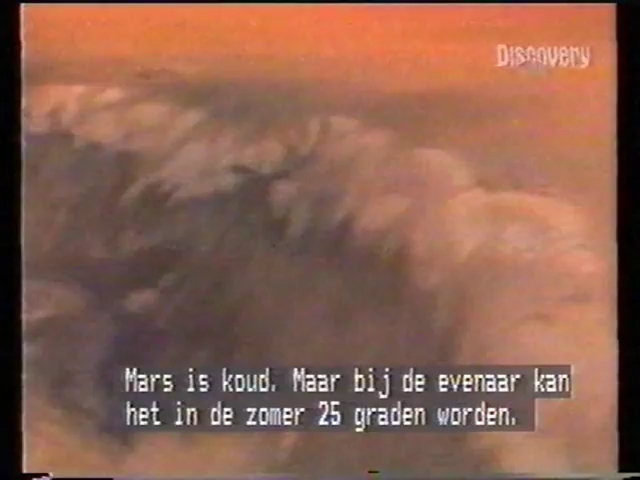 Discovery
Mars is koud. Maar bij de evenaar kan
het in de zomer 25 graden worden.